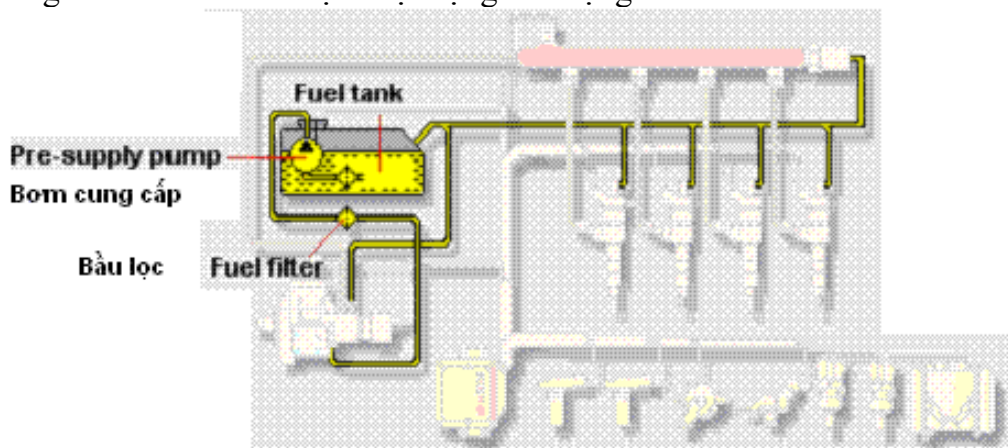 Fuel tank
Pre-supply pump
Bơm cung cấp
Bầu lọc
Fuel filter